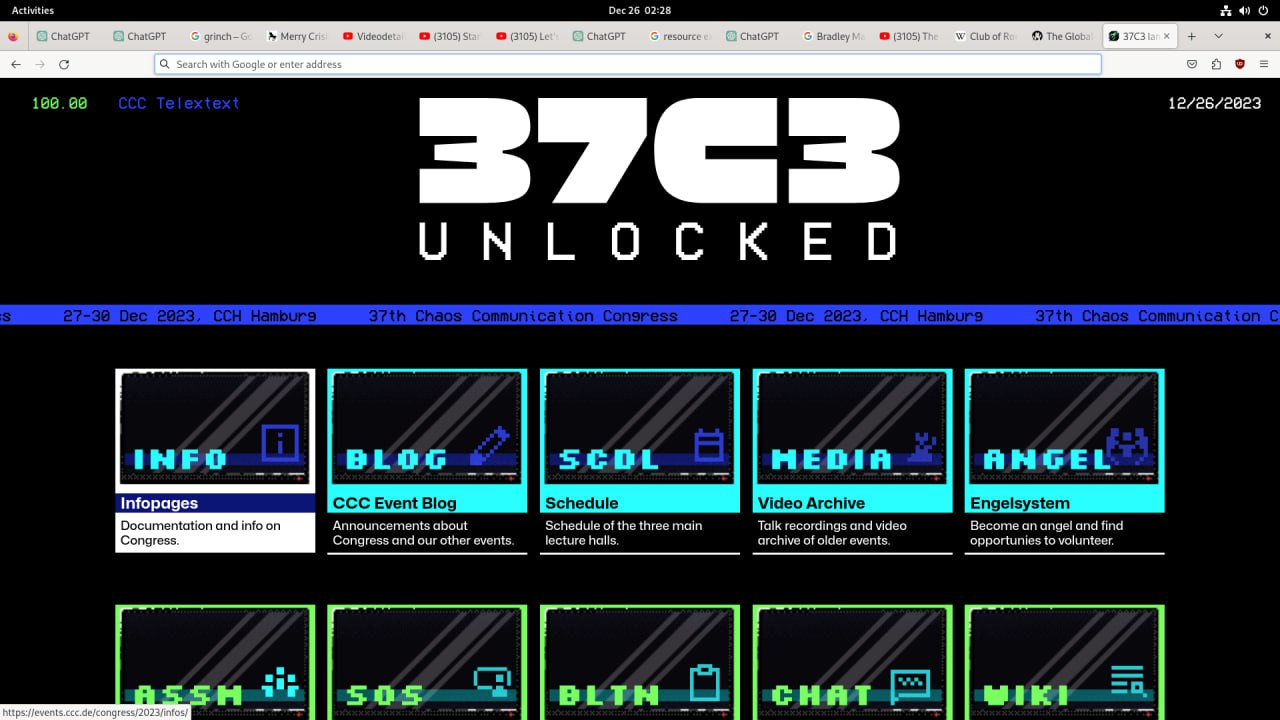 Activities
Dec 26 02:28
ChatGPT
ChatGPT
grinch – G
Merry Cris
Videodetai
(3105) Sta
(3105) Let'
ChatGPT
resource e
ChatGPT
Bradley Ma
(3105) The
Club of Ro
The Global
37C3 lan
Search with Google or enter address
100.00 CCC Telextext
12/26/2023
37C3
UNLOCKED
cs 27-30 Dec 2023, CCH Hamburg 37th Chaos Communication Congress 27-30 Dec 2023, CCH Hamburg 37th Chaos Communication C
INFO
Infopages
Documentation and info on
Congress.
BLOG
CCC Event Blog
Announcements about
Congress and our other events.
SCDL
Schedule
Schedule of the three main
lecture halls.
MEDIA
Video Archive
Talk recordings and video
archive of older events.
ANGEL
Engelsystem
Become an angel and find
opportunies to volunteer.
ASSM
SOS
BLTN
CHAT
WIKI
https://events.ccc.de/congress/2023/infos/